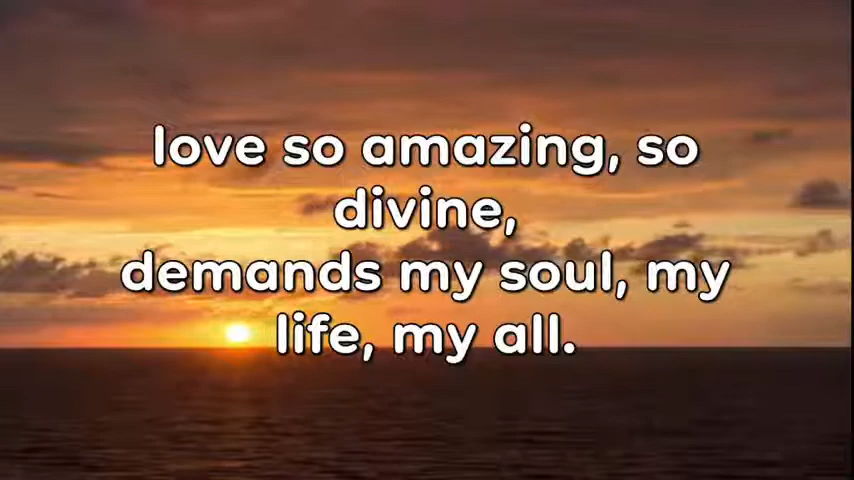 love so amazing, so
divine,
demands my soul, my
life, my all.